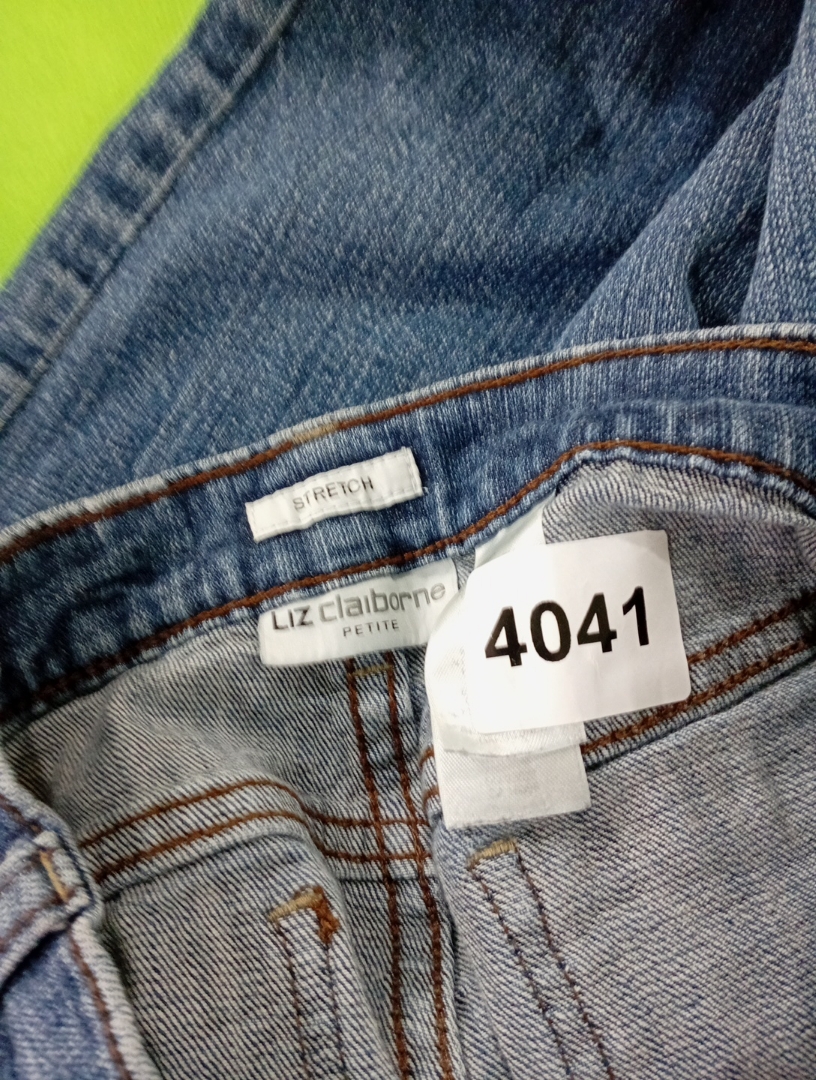 STRETCH
LIZ claiborne
PETITE
4041